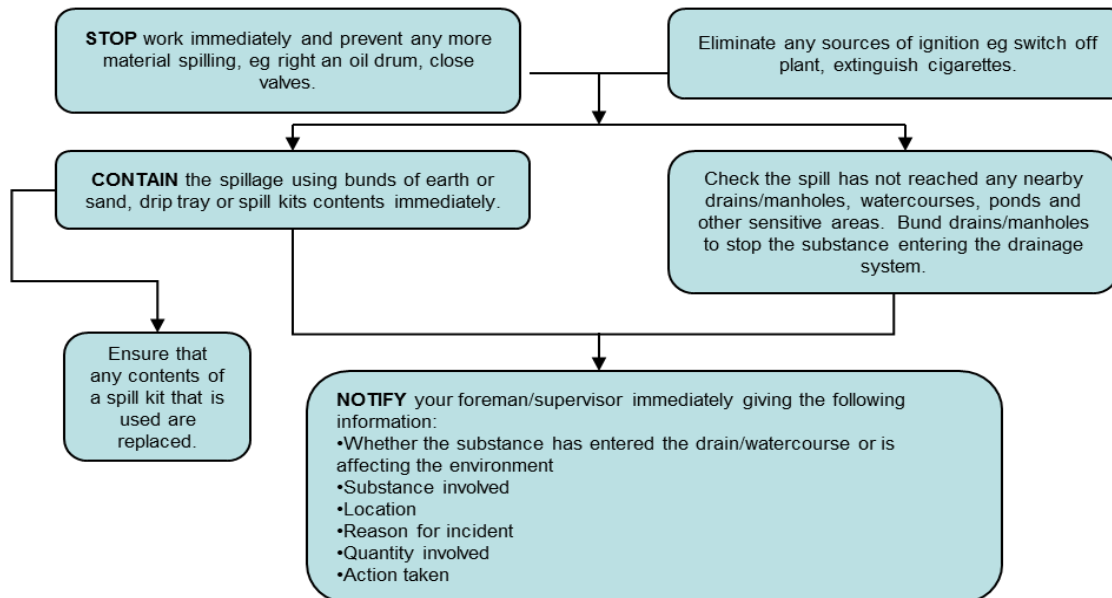 STOP work immediately and prevent any more
material spilling, eg right an oil drum, close
valves.
Eliminate any sources of ignition eg switch off
plant, extinguish cigarettes.
CONTAIN the spillage using bunds of earth or
sand, drip tray or spill kits contents immediately.
Check the spill has not reached any nearby
drains/manholes, watercourses, ponds and
other sensitive areas. Bund drains/manholes
to stop the substance entering the drainage
system.
Ensure that
any contents of
a spill kit that is
used are
replaced.
NOTIFY your foreman/supervisor immediately giving the following
information:
•Whether the substance has entered the drain/watercourse or is
affecting the environment
•Substance involved
•Location
•Reason for incident
•Quantity involved
•Action taken